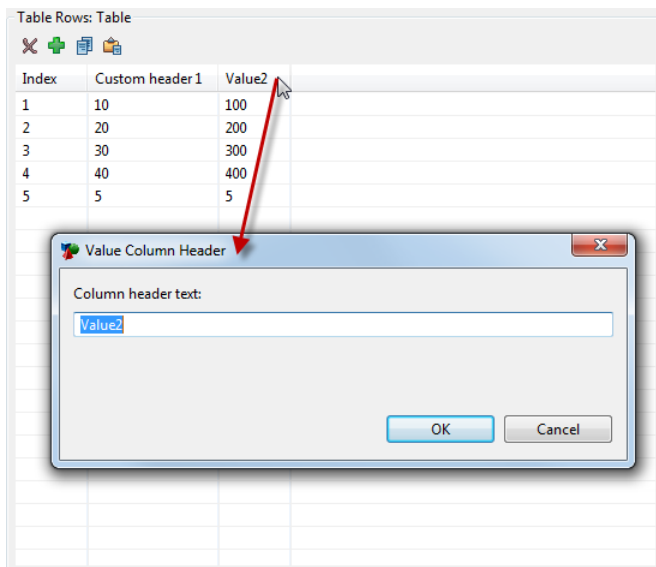 Table Rows: Table
Index Custom header 1 Value2
1 10 100
2 20 200
3 30 300
4 40 400
5 5 5
Value Column Header
Column header text:
Value2
OK Cancel